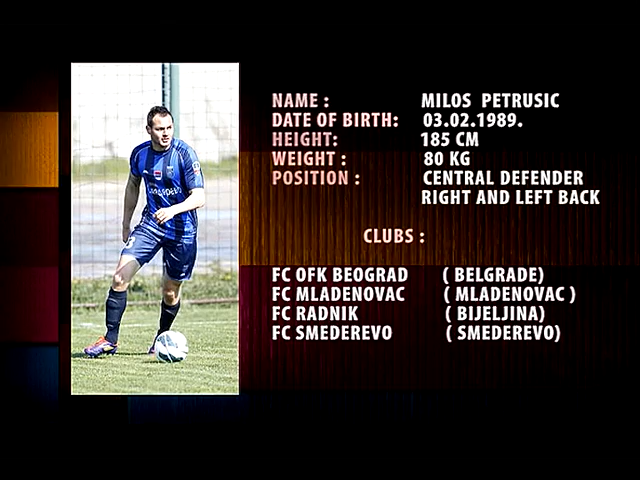 NAME : MILOS PETRUSIC
DATE OF BIRTH: 03.02.1989.
HEIGHT: 185 CM
WEIGHT : 80 KG
POSITION : CENTRAL DEFENDER
RIGHT AND LEFT BACK
CLUBS :
FC OFK BEOGRAD ( BELGRADE)
FC MLADENOVAC ( MLADENOVAC )
FC RADNIK ( BIJELJINA)
FC SMEDEREVO ( SMEDEREVO)